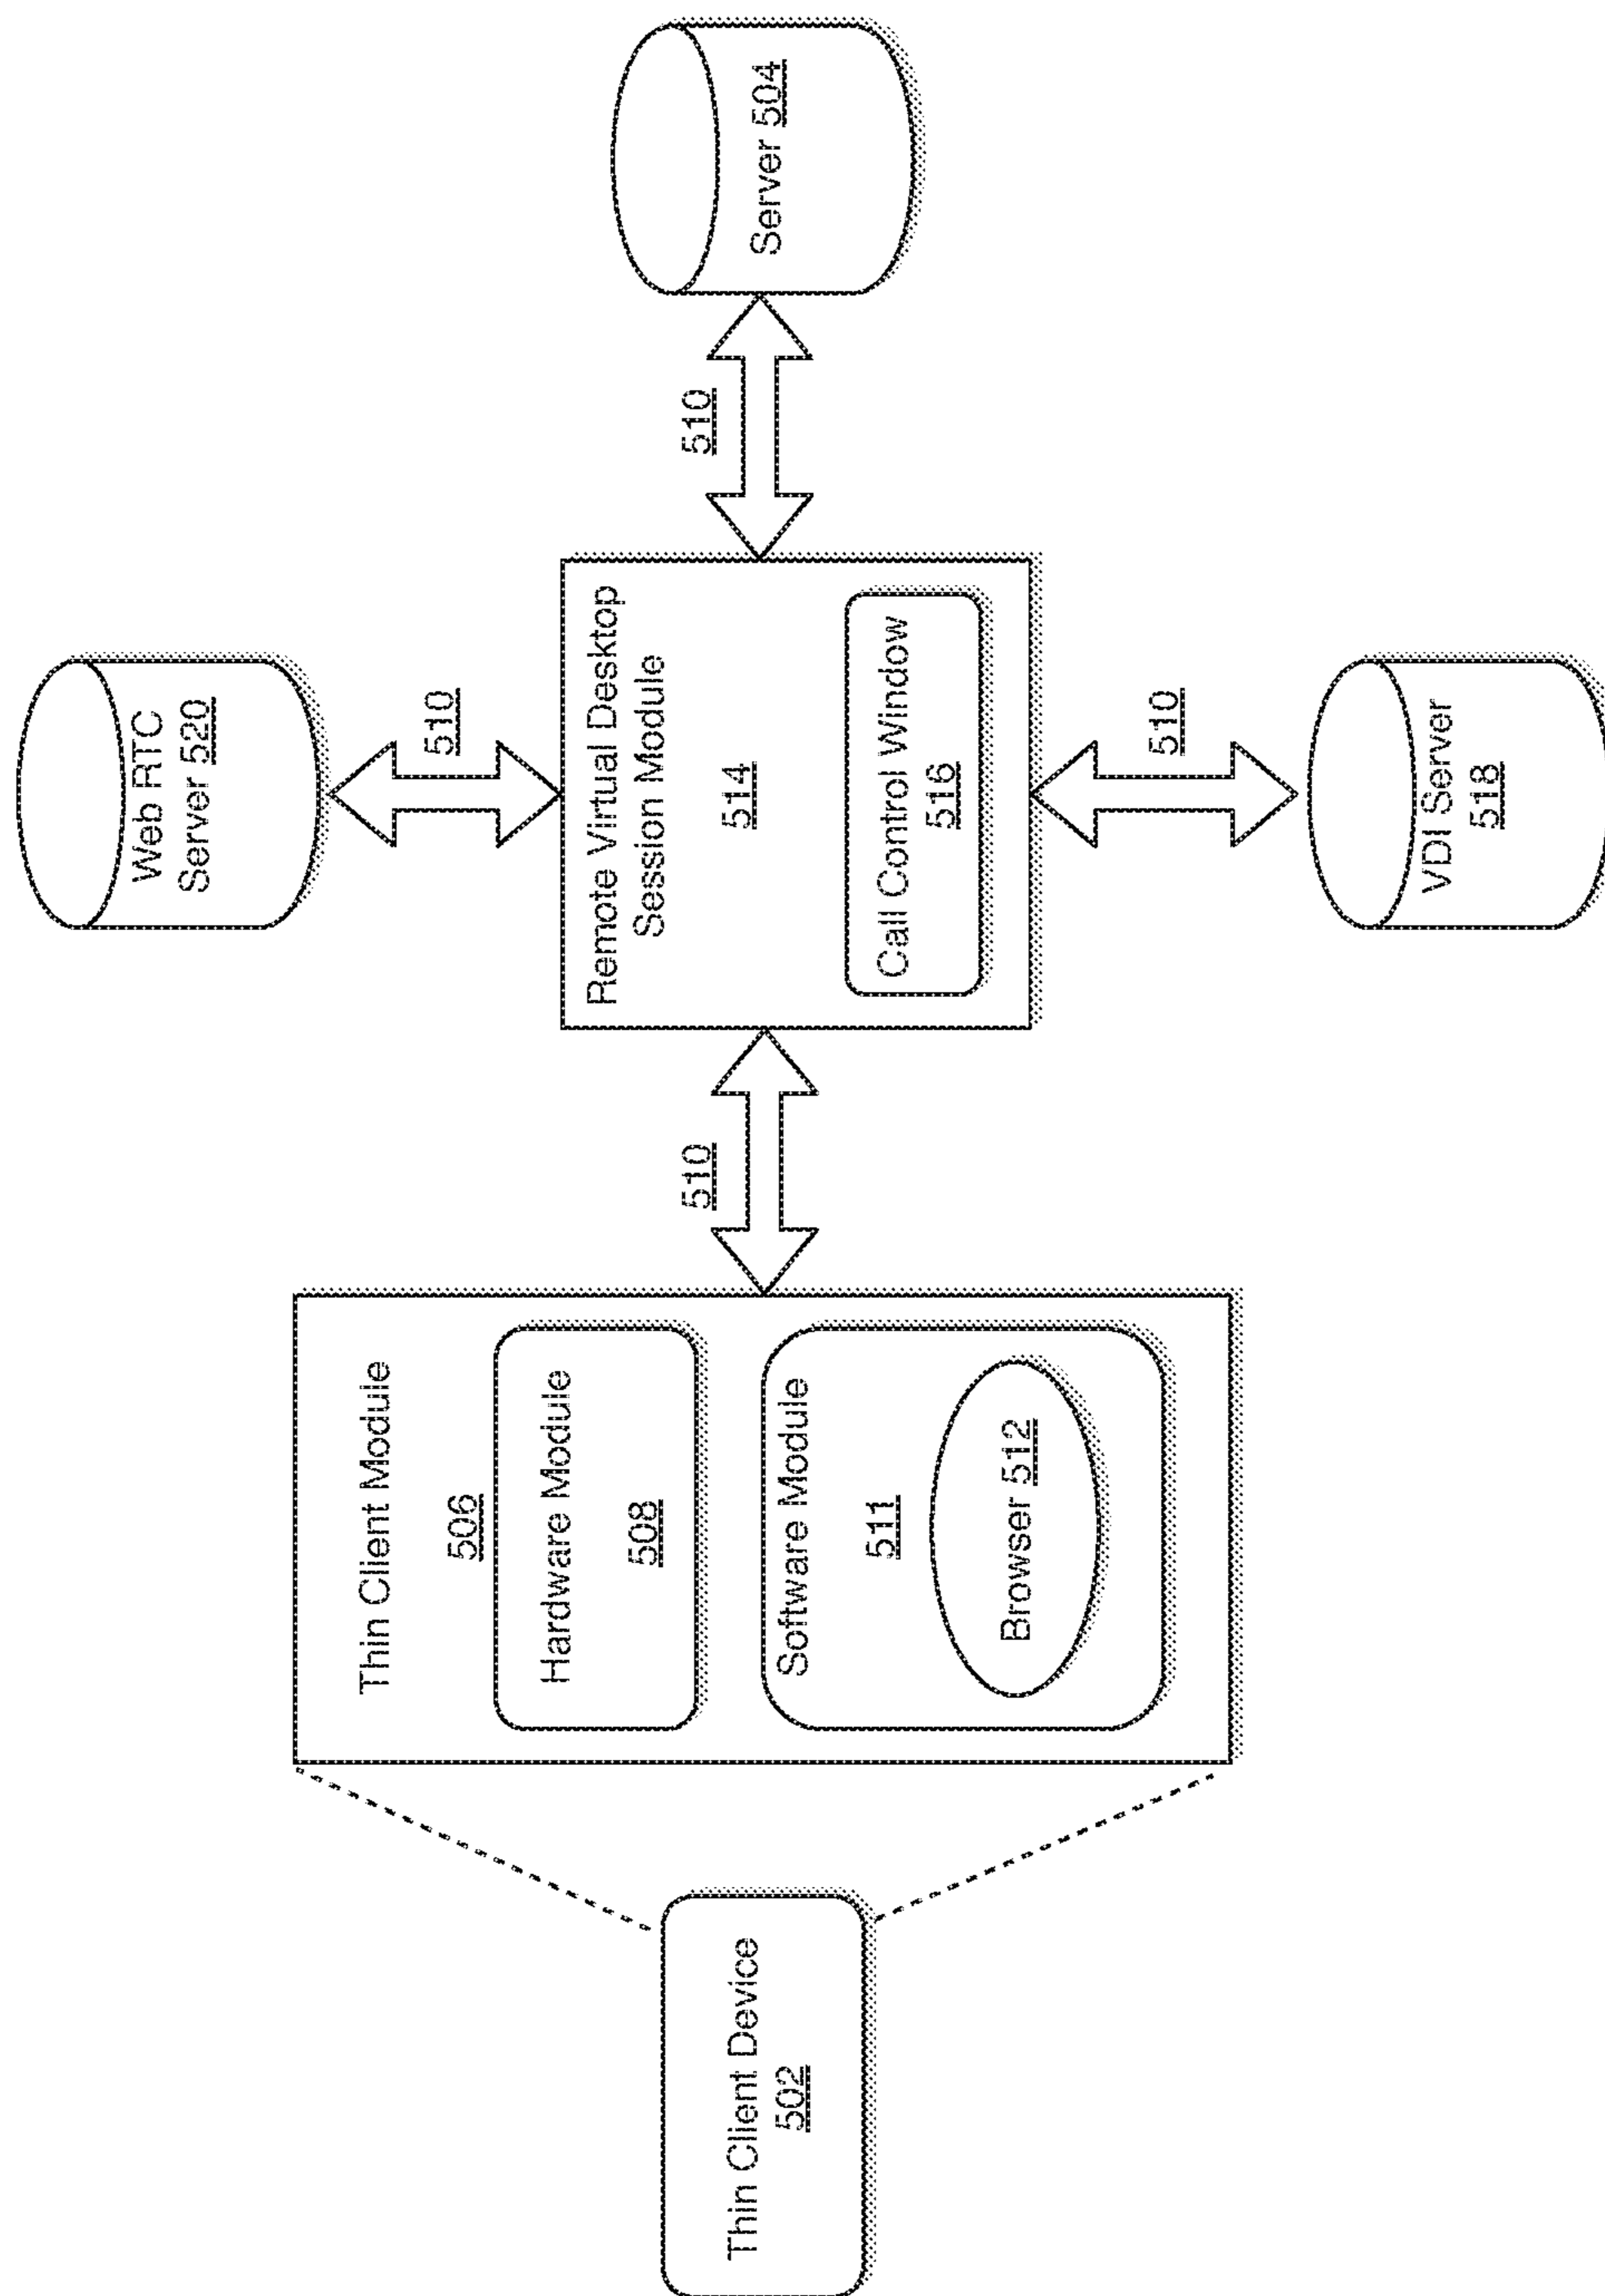 Thin Client Device
502
Thin Client Module
506
Hardware Module
508
Software Module
511
Browser 512
510
Web RTC
Server 520
510
Remote Virtual Desktop
Session Module
514
Call Control Window
516
510
VDI Server
518
510
Server 504